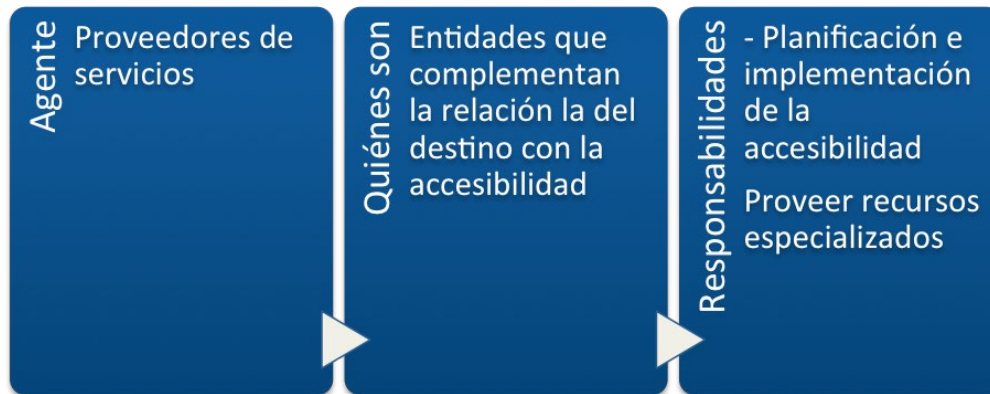 Agente
Proveedores de
servicios
Quiénes son
Entidades que
complementan
la relación la del
destino con la
accesibilidad
Responsabilidades
- Planificación e
implementación
de la
accesibilidad
Proveer recursos
especializados